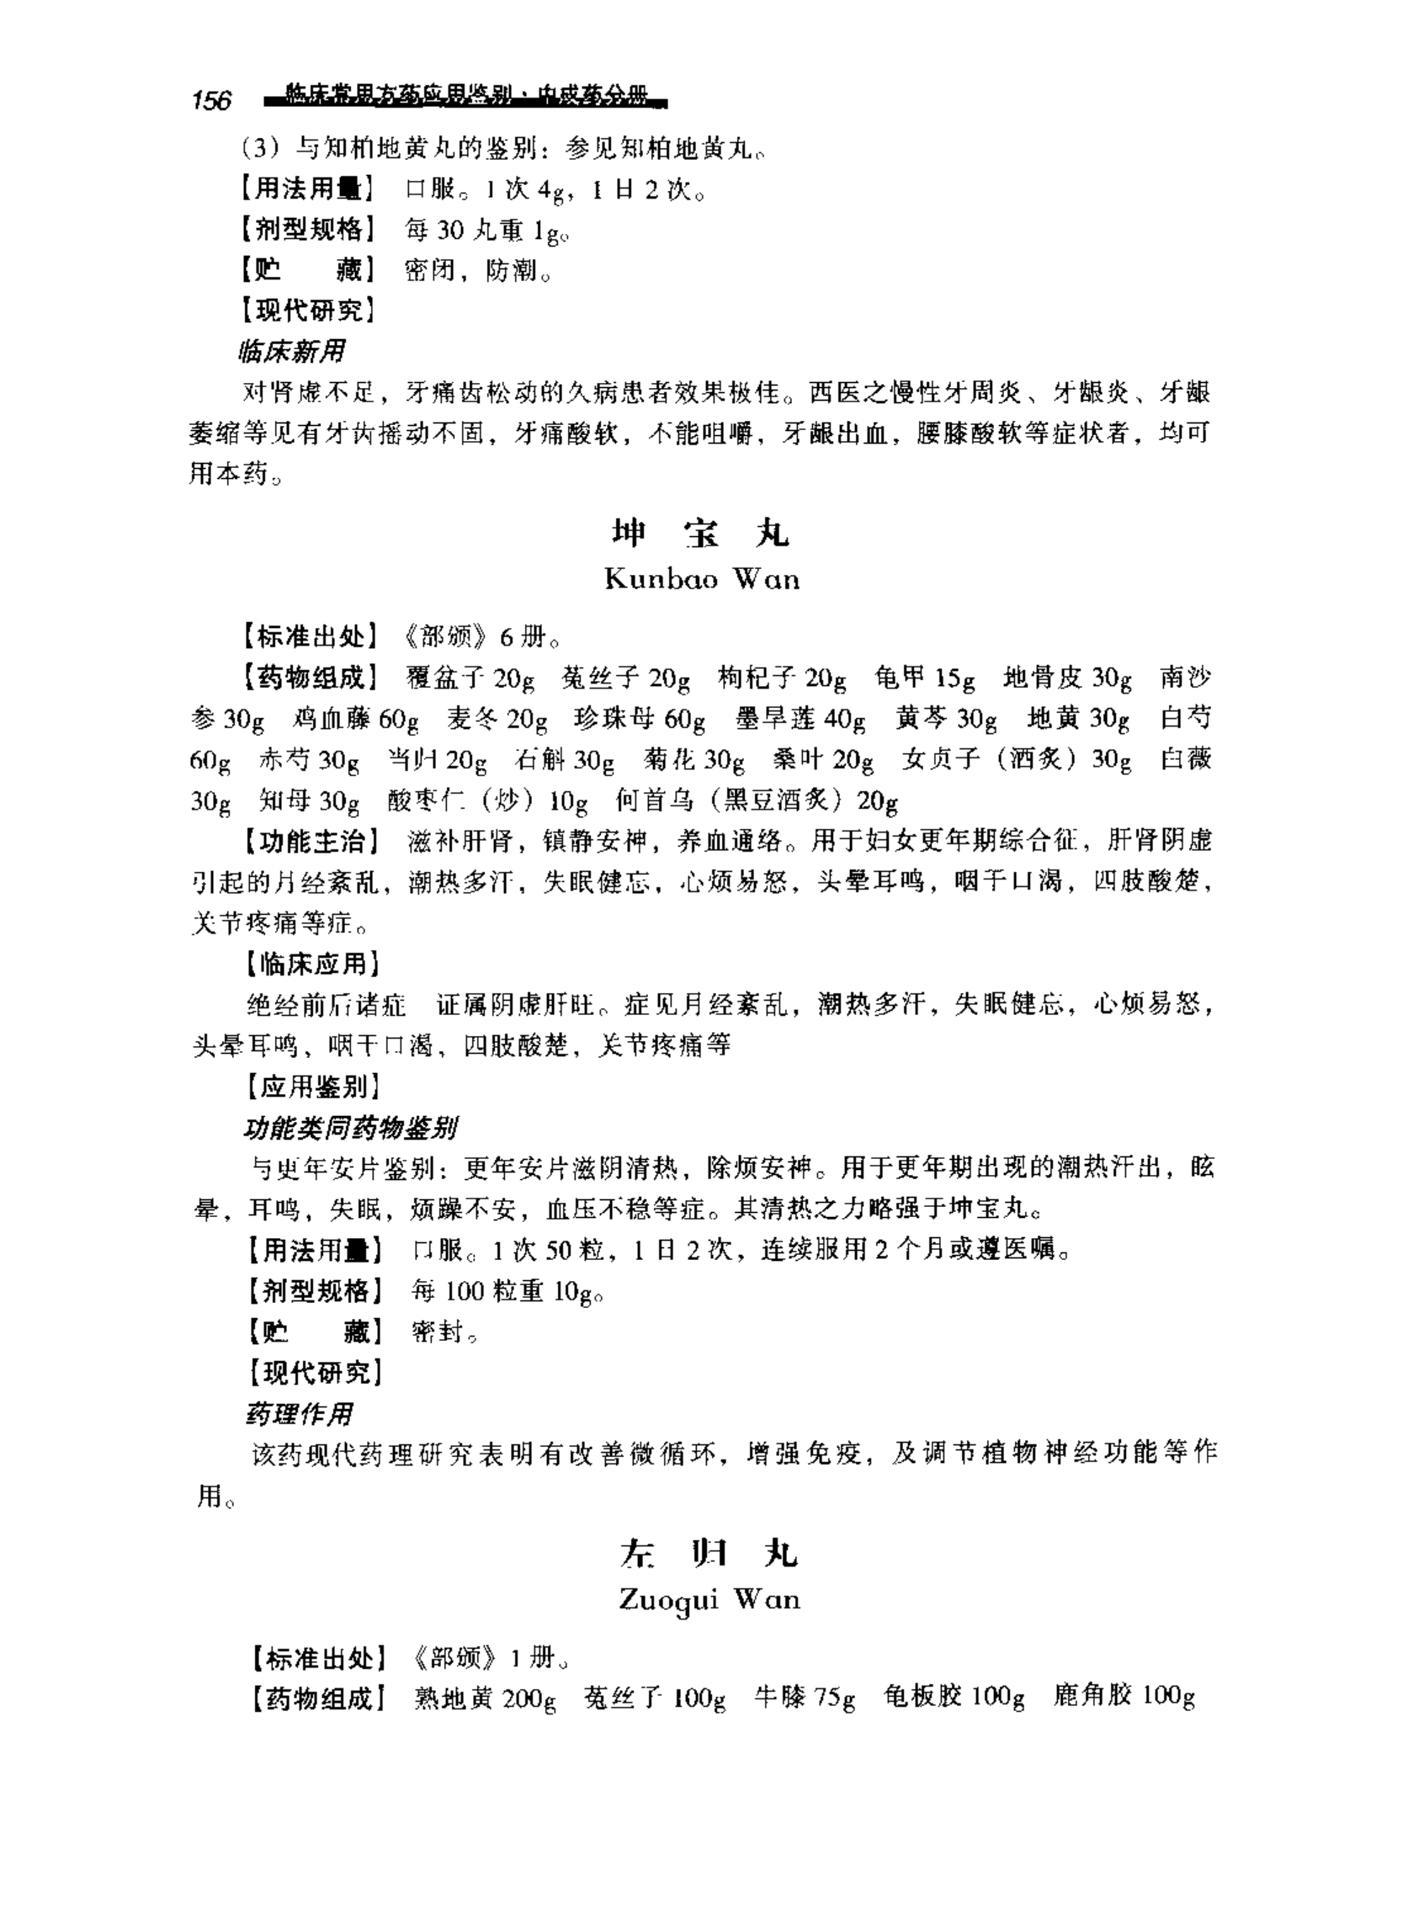 156 临床常用方药应用鉴别·中成药分册
（3）与知柏地黄丸的鉴别：参见知柏地黄丸。
【用法用量】 口服。1次4g，1日2次。
【剂型规格】 每30丸重1g。
【贮　　藏】 密闭，防潮。
【现代研究】
临床新用
对肾虚不足，牙痛齿松动的久病患者效果极佳。西医之慢性牙周炎、牙龈炎、牙龈
萎缩等见有牙齿摇动不固，牙痛酸软，不能咀嚼，牙龈出血，腰膝酸软等症状者，均可
用本药。
坤 宝 丸
Kunbao Wan
【标准出处】《部颁》6册。
【药物组成】 覆盆子20g 菟丝子20g 枸杞子20g 龟甲15g 地骨皮30g 南沙
参30g 鸡血藤60g 麦冬20g 珍珠母60g 墨旱莲40g 黄芩30g 地黄30g 白芍
60g 赤芍30g 当归20g 石斛30g 菊花30g 桑叶20g 女贞子（酒炙）30g 白薇
30g 知母30g 酸枣仁（炒）10g 何首乌（黑豆酒炙）20g
【功能主治】 滋补肝肾，镇静安神，养血通络。用于妇女更年期综合征，肝肾阴虚
引起的月经紊乱，潮热多汗，失眠健忘，心烦易怒，头晕耳鸣，咽干口渴，四肢酸楚，
关节疼痛等症。
【临床应用】
绝经前后诸症 证属阴虚肝旺。症见月经紊乱，潮热多汗，失眠健忘，心烦易怒，
头晕耳鸣，咽干口渴，四肢酸楚，关节疼痛等
【应用鉴别】
功能类同药物鉴别
与更年安片鉴别：更年安片滋阴清热，除烦安神。用于更年期出现的潮热汗出，眩
晕，耳鸣，失眠，烦躁不安，血压不稳等症。其清热之力略强于坤宝丸。
【用法用量】 口服。1次50粒，1日2次，连续服用2个月或遵医嘱。
【剂型规格】 每100粒重10g。
【贮　　藏】 密封。
【现代研究】
药理作用
该药现代药理研究表明有改善微循环，增强免疫，及调节植物神经功能等作
用。
左 归 丸
Zuogui Wan
【标准出处】《部颁》1册。
【药物组成】 熟地黄200g 菟丝子100g 牛膝75g 龟板胶100g 鹿角胶100g